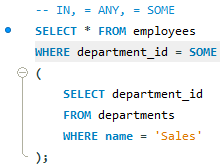 -- IN, = ANY, = SOME
SELECT * FROM employees
WHERE department_id = SOME
(
SELECT department_id
FROM departments
WHERE name = 'Sales'
);